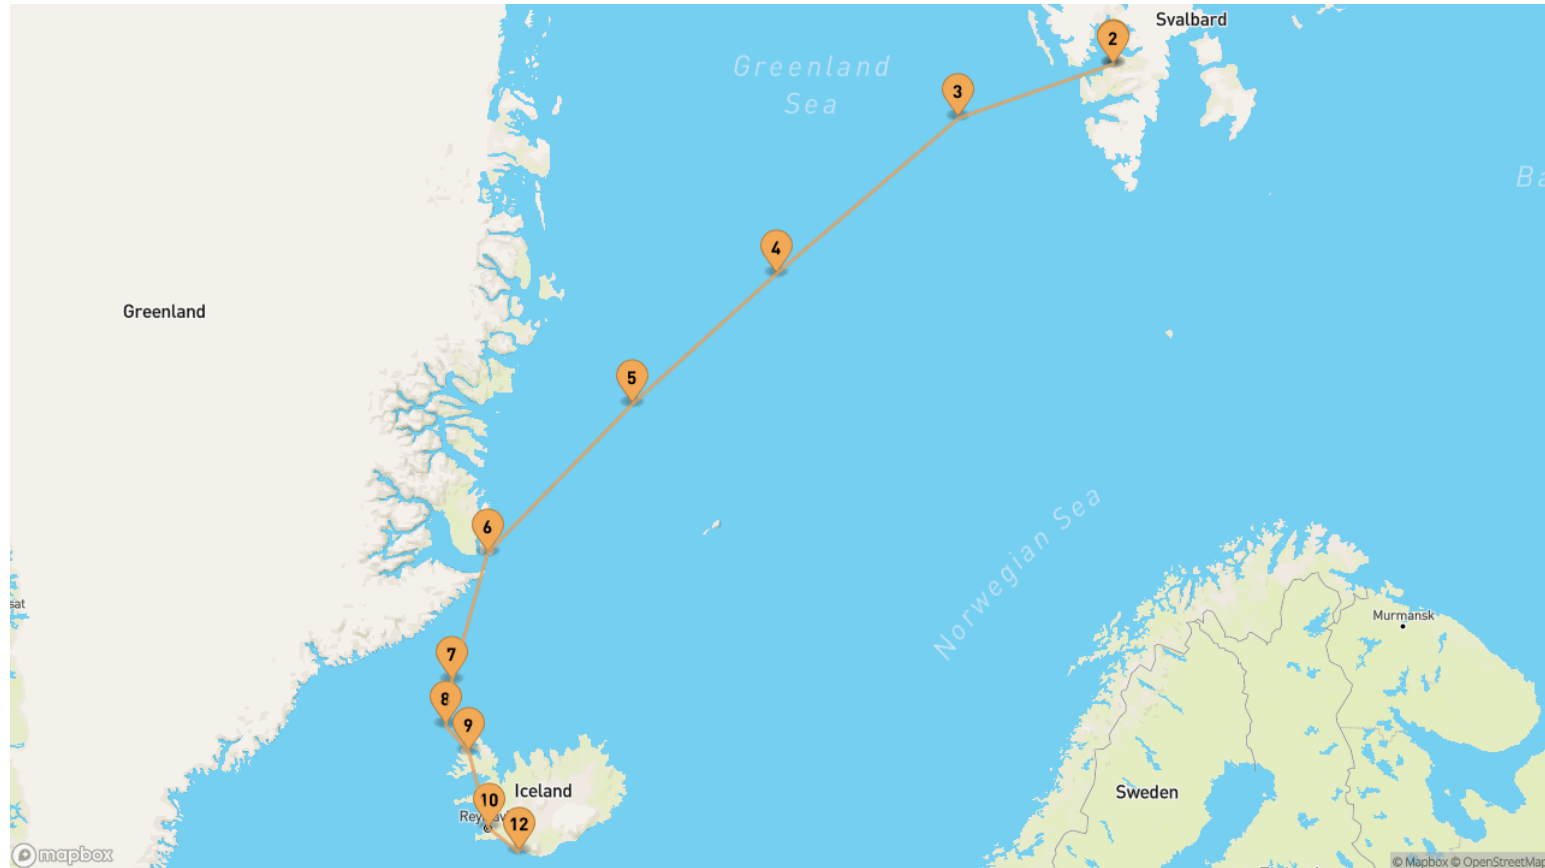 Svalbard
2
Greenland
Sea
3
4
Greenland
5
6
Norwegian Sea
Murmansk
7
8
9
Iceland
Sweden
10
12
mapbox
© Mapbox © OpenStreetMap